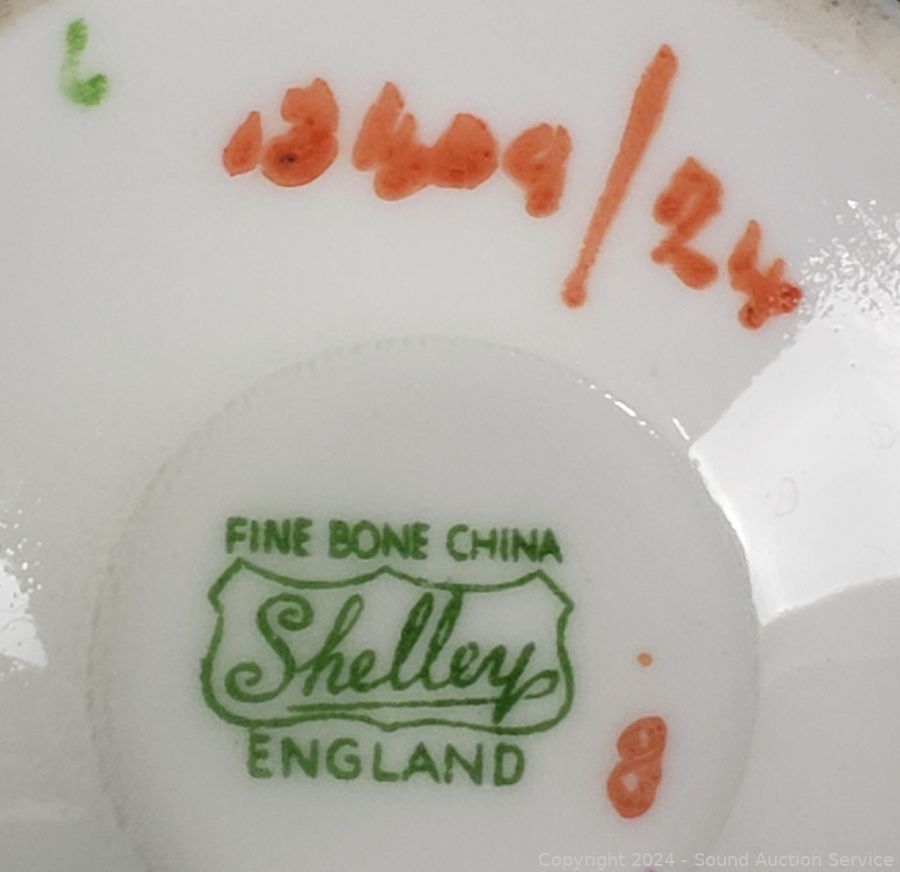 13409/24
FINE BONE CHINA
Shelley
ENGLAND
8
Copyright 2024 - Sound Auction Service